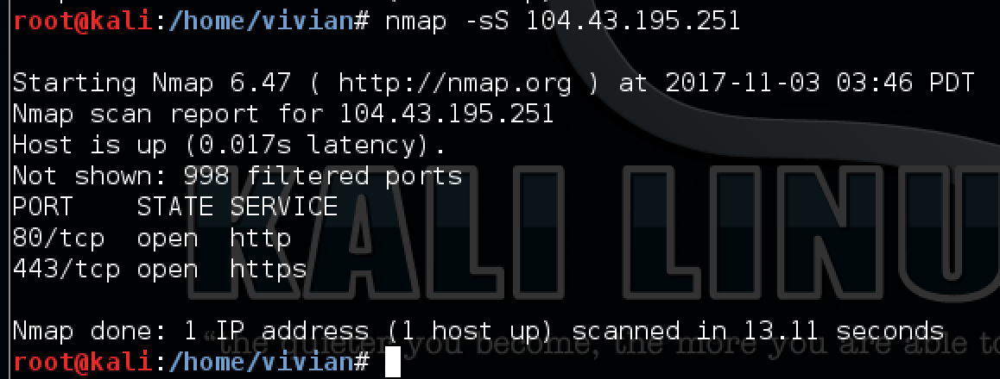 root@kali:/home/vivian# nmap -sS 104.43.195.251
Starting Nmap 6.47 ( http://nmap.org ) at 2017-11-03 03:46 PDT
Nmap scan report for 104.43.195.251
Host is up (0.017s latency).
Not shown: 998 filtered ports
PORT    STATE SERVICE
80/tcp  open  http
443/tcp open  https
KALI LINU
Nmap done: 1 IP address (1 host up) scanned in 13.11 seconds
“the quieter you become, the more you are able to
root@kali:/home/vivian#